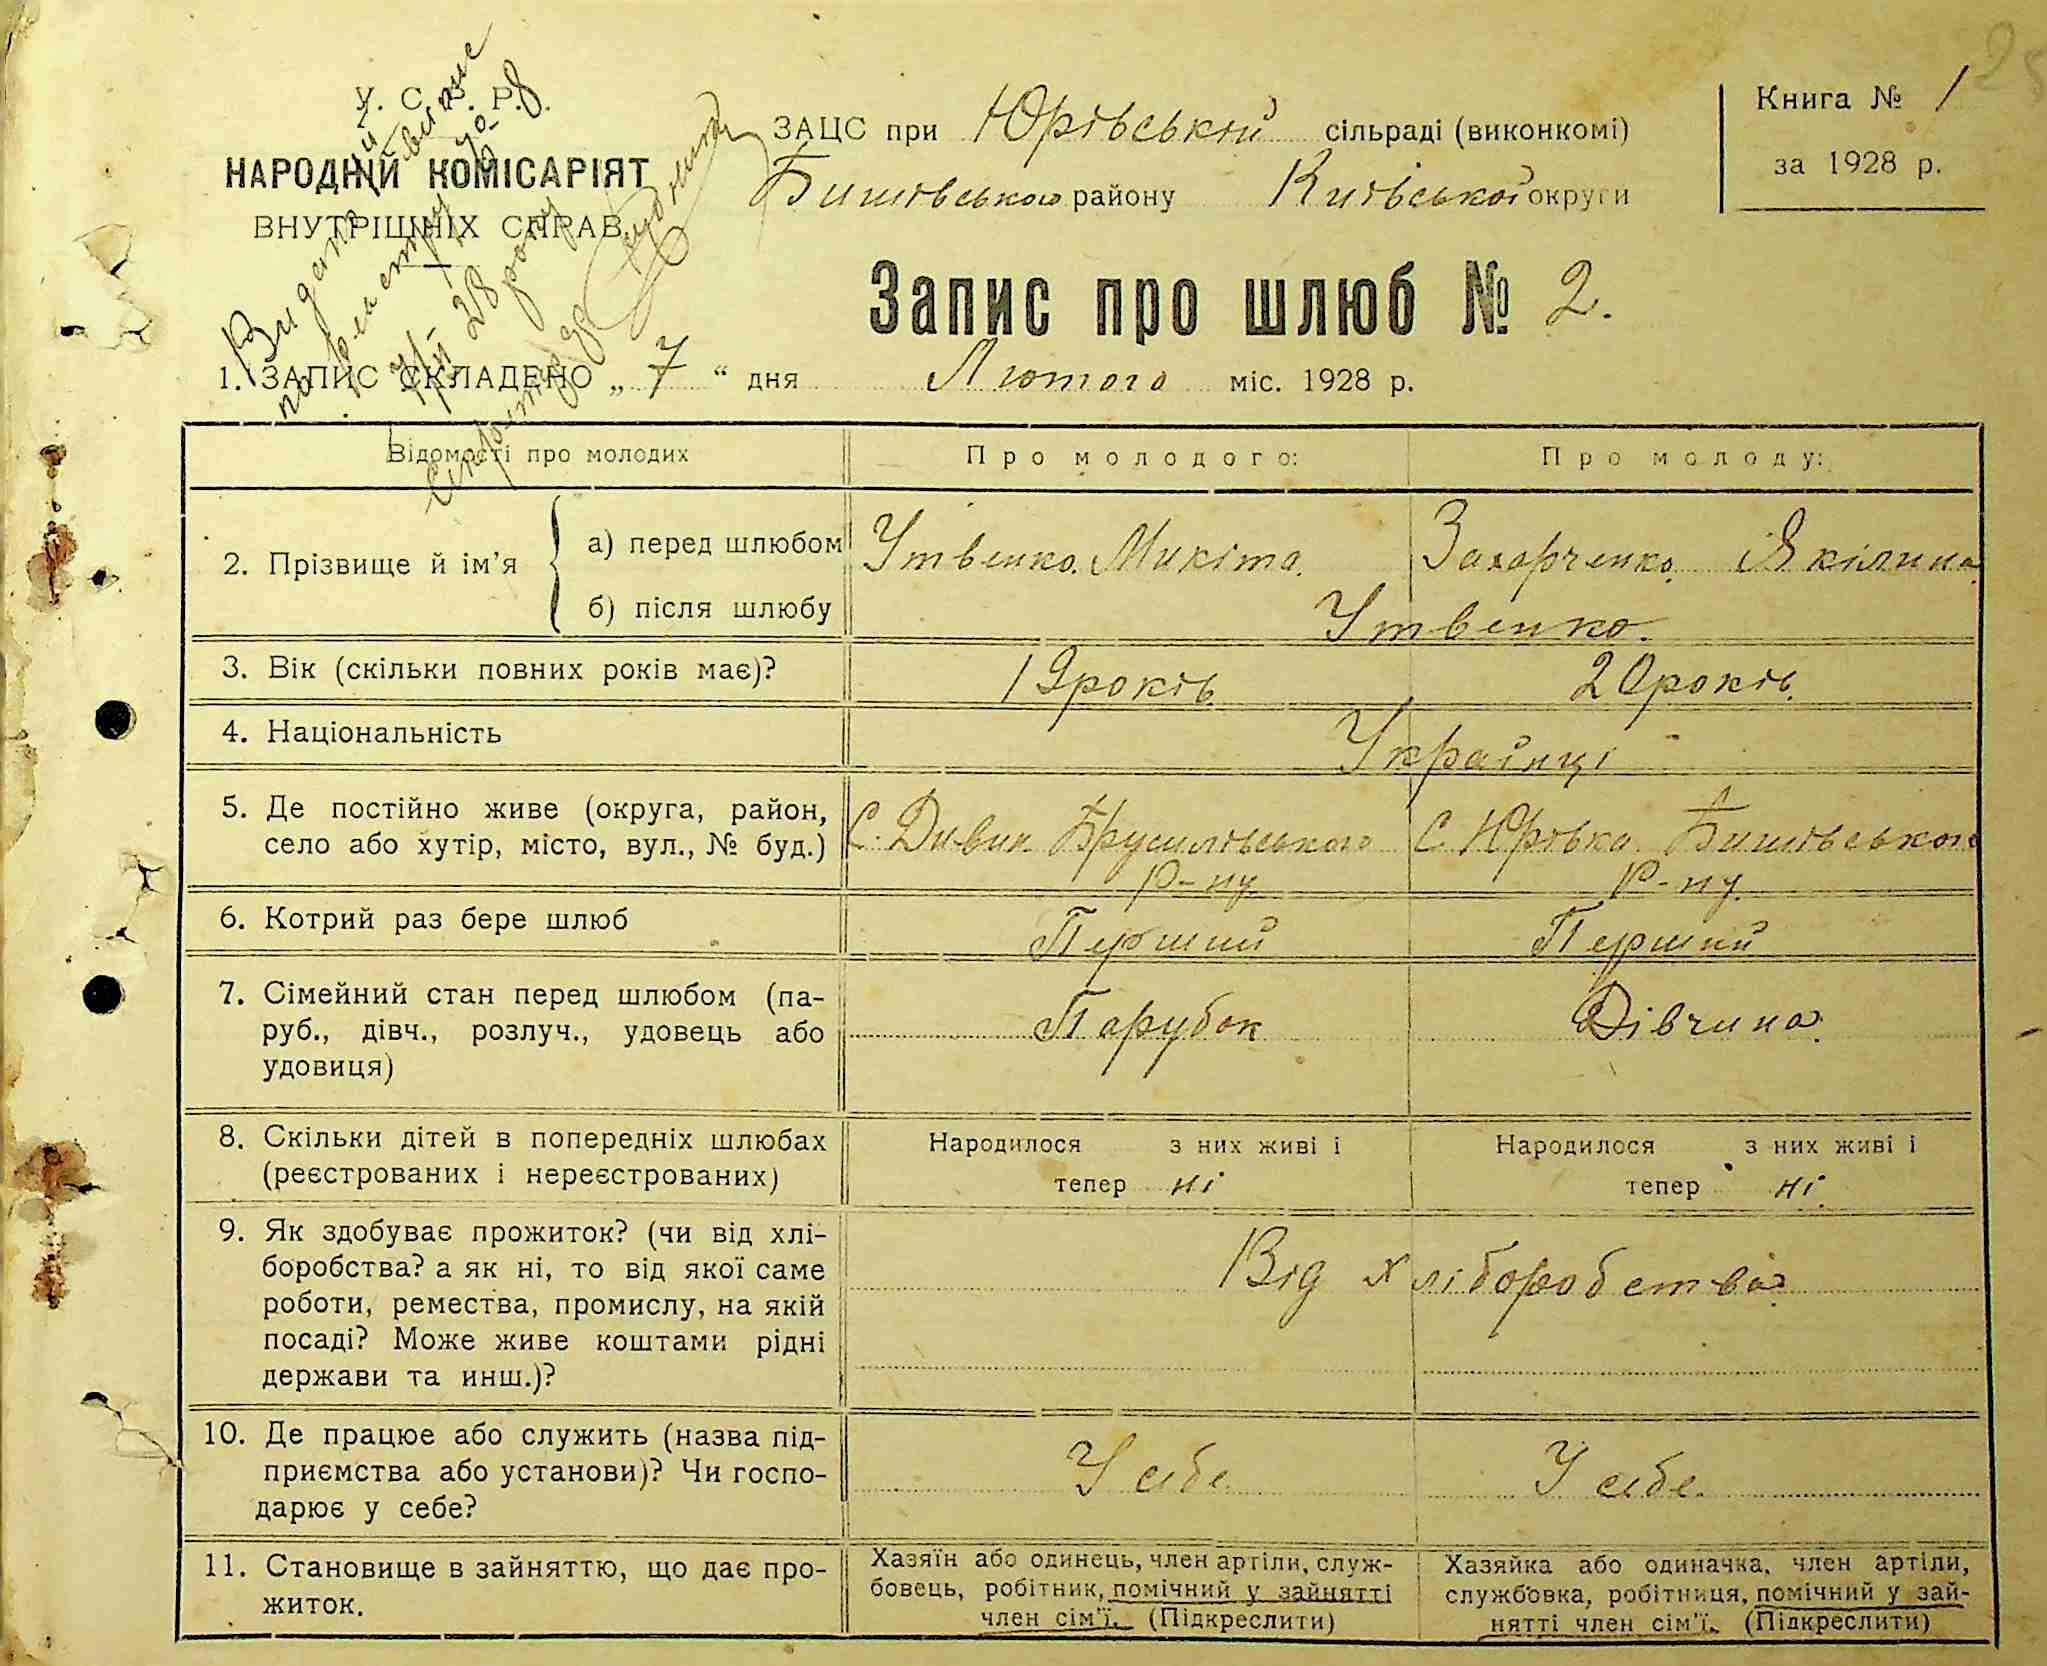 У. С. Р. Р.
НАРОДНІЙ КОМІСАРІЯТ
ВНУТРІШНІХ СПРАВ
ЗАЦС при Юрівській сільраді (виконкомі)
Бишівського району Київської округи
Книга № 1
за 1928 р.
25
Запис про шлюб № 2.
1. ЗАПИС СКЛАДЕНО „ 7 “ дня Лютого міс. 1928 р.
Відомості про молодих
Про молодого:
Про молоду:
2. Прізвище й ім’я
а) перед шлюбом
Утвенко. Микіта.
Захарченко. Якілина
б) після шлюбу
Утвенко.
3. Вік (скільки повних років має)?
19 років.
20 років.
4. Національність
Українці
5. Де постійно живе (округа, район,
село або хутір, місто, вул., № буд.)
С. Дивин. Брусилівського
Р-ну
С. Юрівка Бишівського
Р-ну.
6. Котрий раз бере шлюб
Перший
Перший
7. Сімейний стан перед шлюбом (па-
руб., дівч., розлуч., удовець або
удовиця)
Парубок
Дівчина.
8. Скільки дітей в попередніх шлюбах
(реєстрованих і нереєстрованих)
Народилося з них живі і
тепер ні
Народилося з них живі і
тепер ні.
9. Як здобуває прожиток? (чи від хлі-
боробства? а як ні, то від якої саме
роботи, ремества, промислу, на якій
посаді? Може живе коштами рідні
держави та инш.)?
Від хліборобства.
10. Де працює або служить (назва під-
приємства або установи)? Чи госпо-
дарює у себе?
У себе.
У себе.
11. Становище в зайняттю, що дає про-
житок.
Хазяїн або одинець, член артіли, служ-
бовець, робітник, помічний у зайнятті
член сім’ї. (Підкреслити)
Хазяйка або одиначка, член артіли,
службовка, робітниця, помічний у зай-
нятті член сім’ї. (Підкреслити)